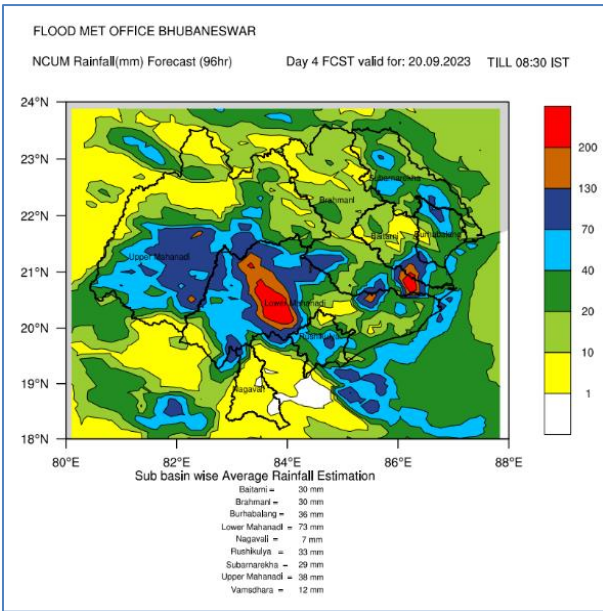 FLOOD MET OFFICE BHUBANESWAR
NCUM Rainfall(mm) Forecast (96hr) Day 4 FCST valid for: 20.09.2023 TILL 08:30 IST
24°N
23°N
22°N
21°N
20°N
19°N
18°N
80°E 82°E 84°E 86°E 88°E
Subarnarekha
Brahmani
Baitarni Burhabalang
Upper Mahanadi
Lower Mahanadi
Nagavali
200
130
70
40
20
10
1
Sub basin wise Average Rainfall Estimation
Baitarni = 30 mm
Brahmani = 30 mm
Burhabalang = 36 mm
Lower Mahanadi = 73 mm
Nagavali = 7 mm
Rushikulya = 33 mm
Subarnarekha = 29 mm
Upper Mahanadi = 38 mm
Vamsdhara = 12 mm